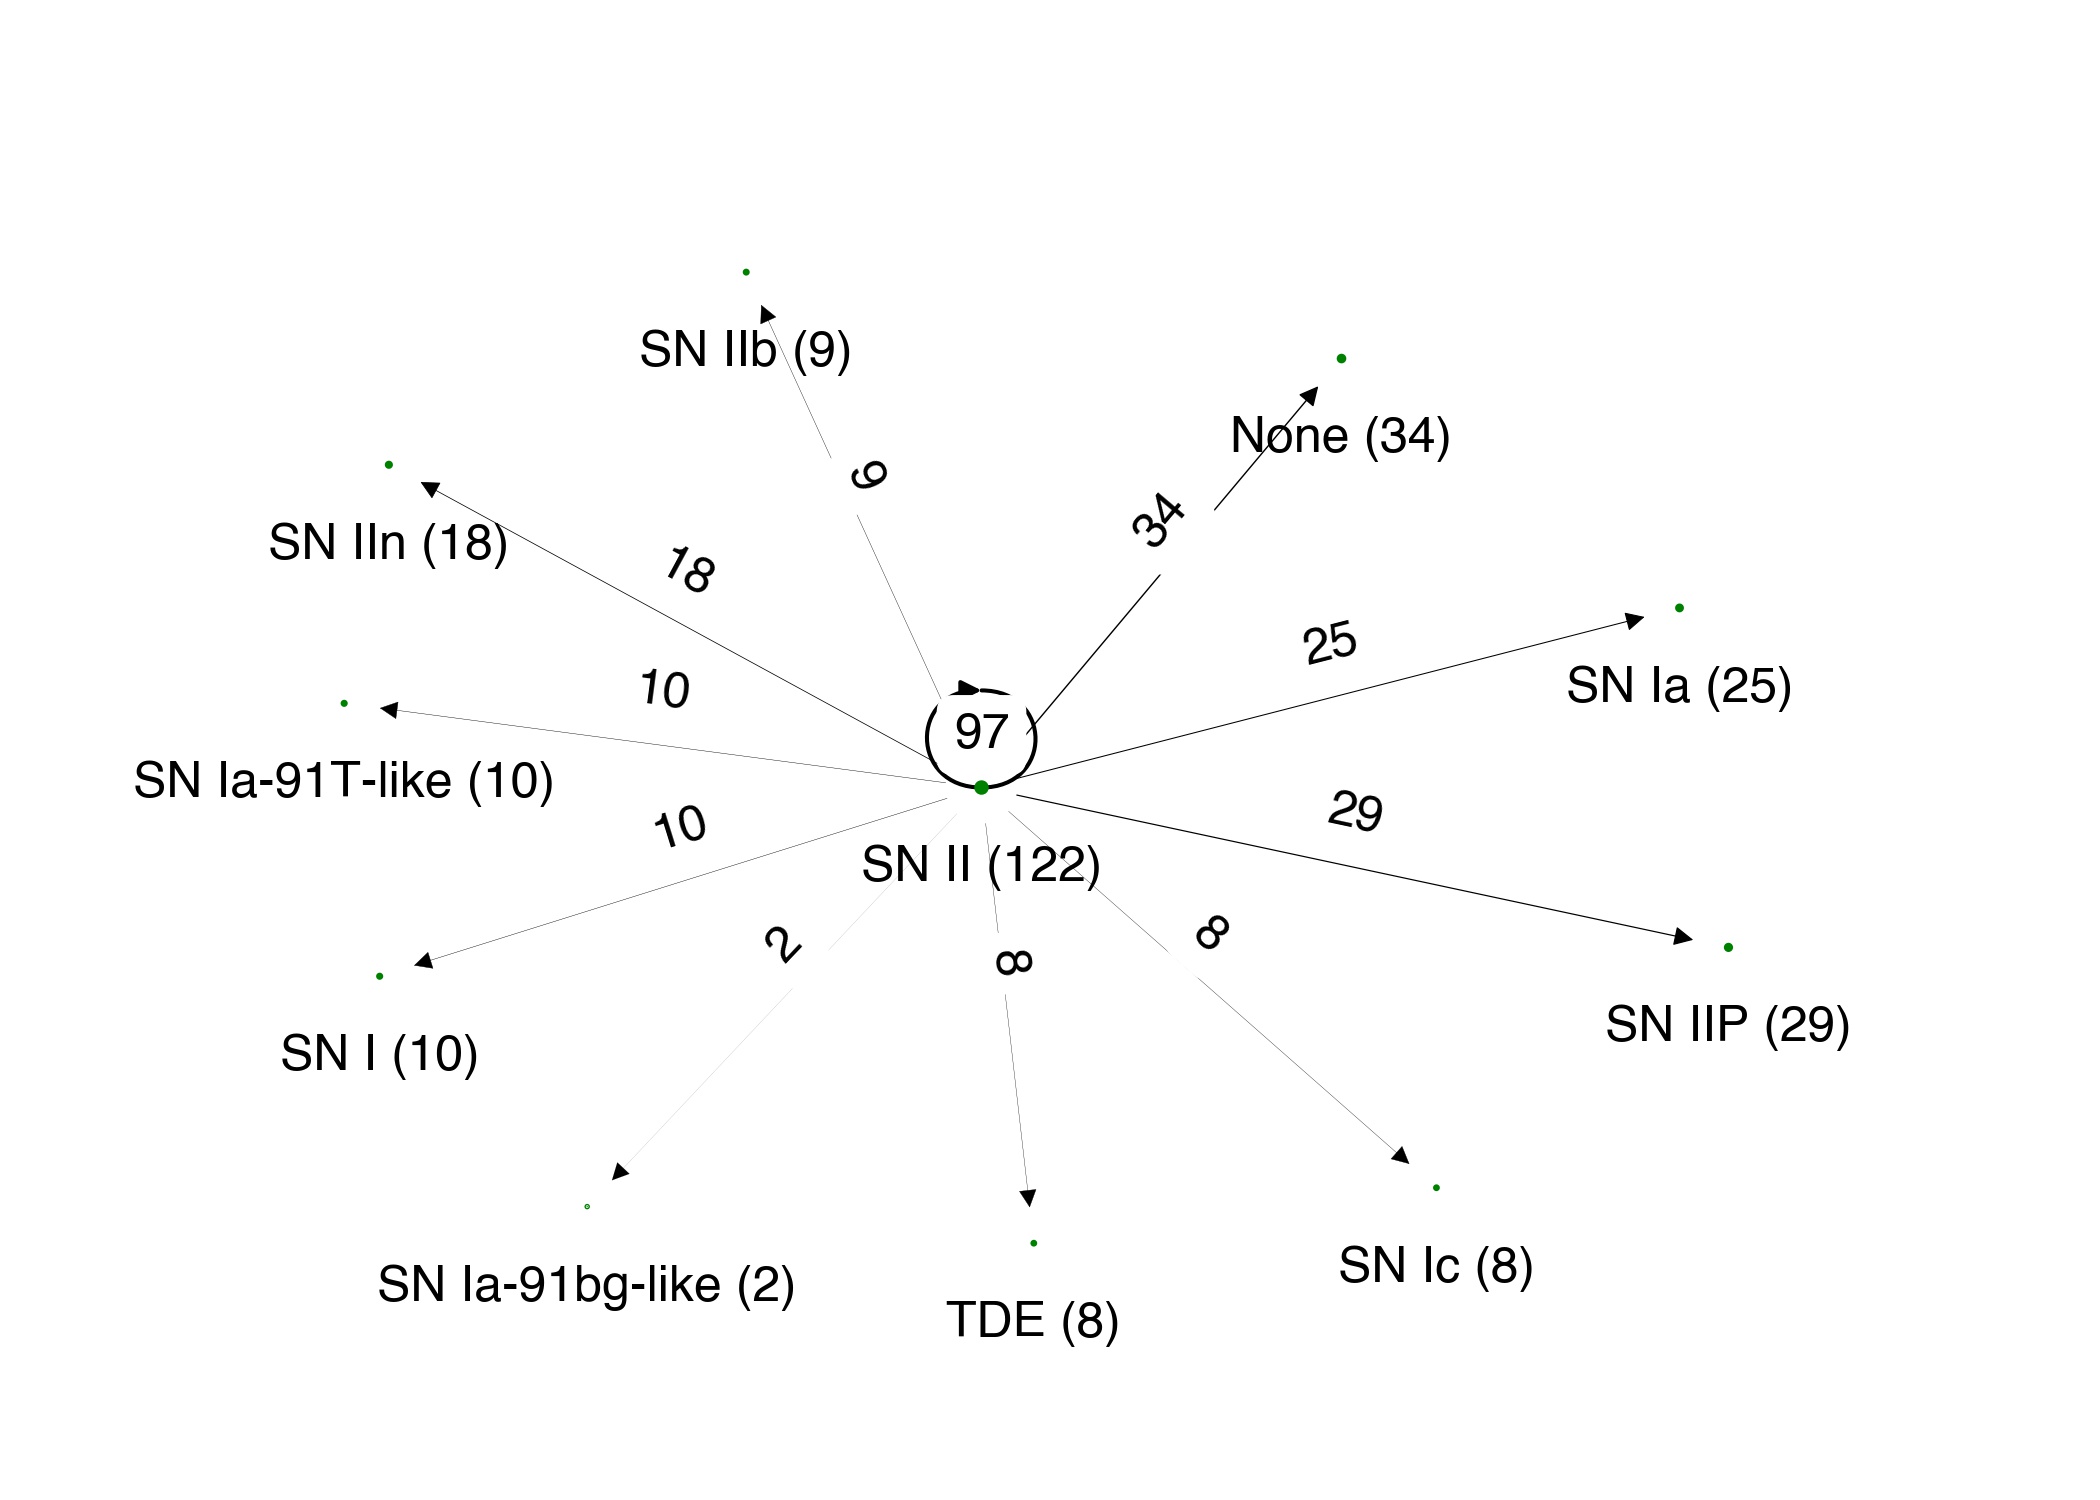 SN IIb (9)
None (34)
9
34
SN IIn (18)
18
25
10
SN Ia (25)
97
SN Ia-91T-like (10)
10
29
SN II (122)
2
8
8
SN IIP (29)
SN I (10)
SN Ia-91bg-like (2)
TDE (8)
SN Ic (8)